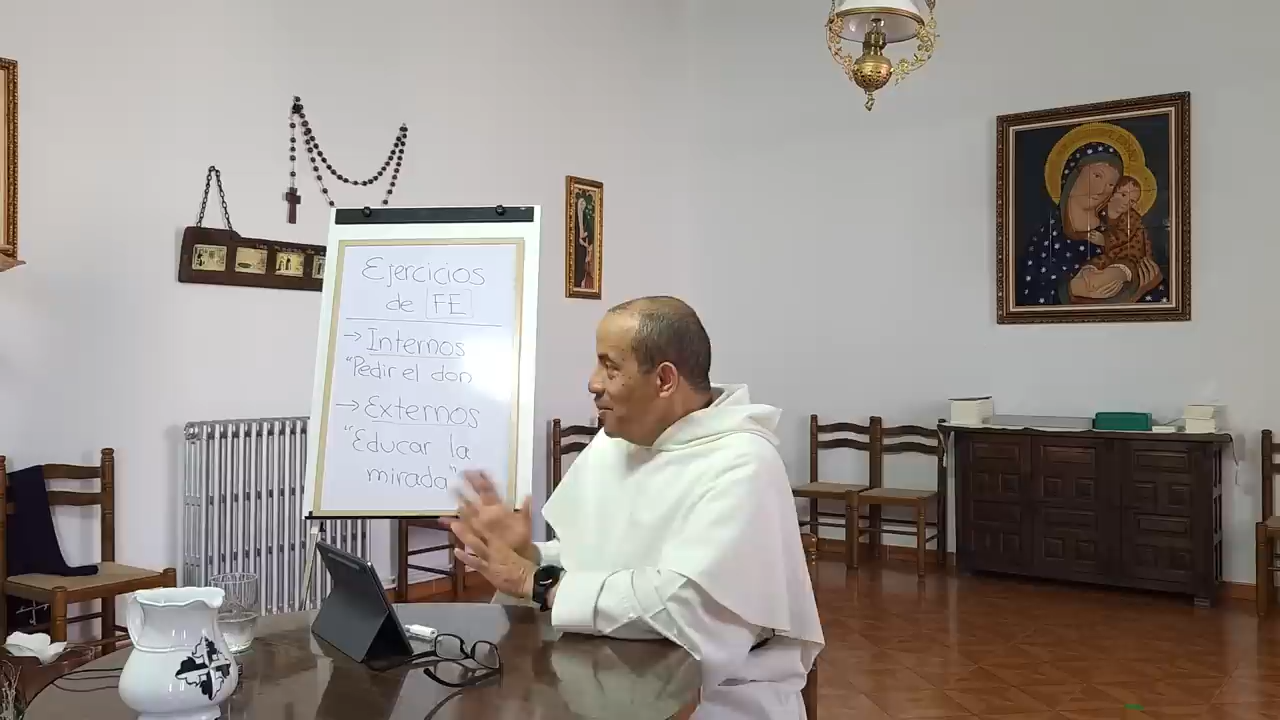 Ejercicios
de FE
→ Internos
"Pedir el don
→ Externos
"Educar la
mirada"